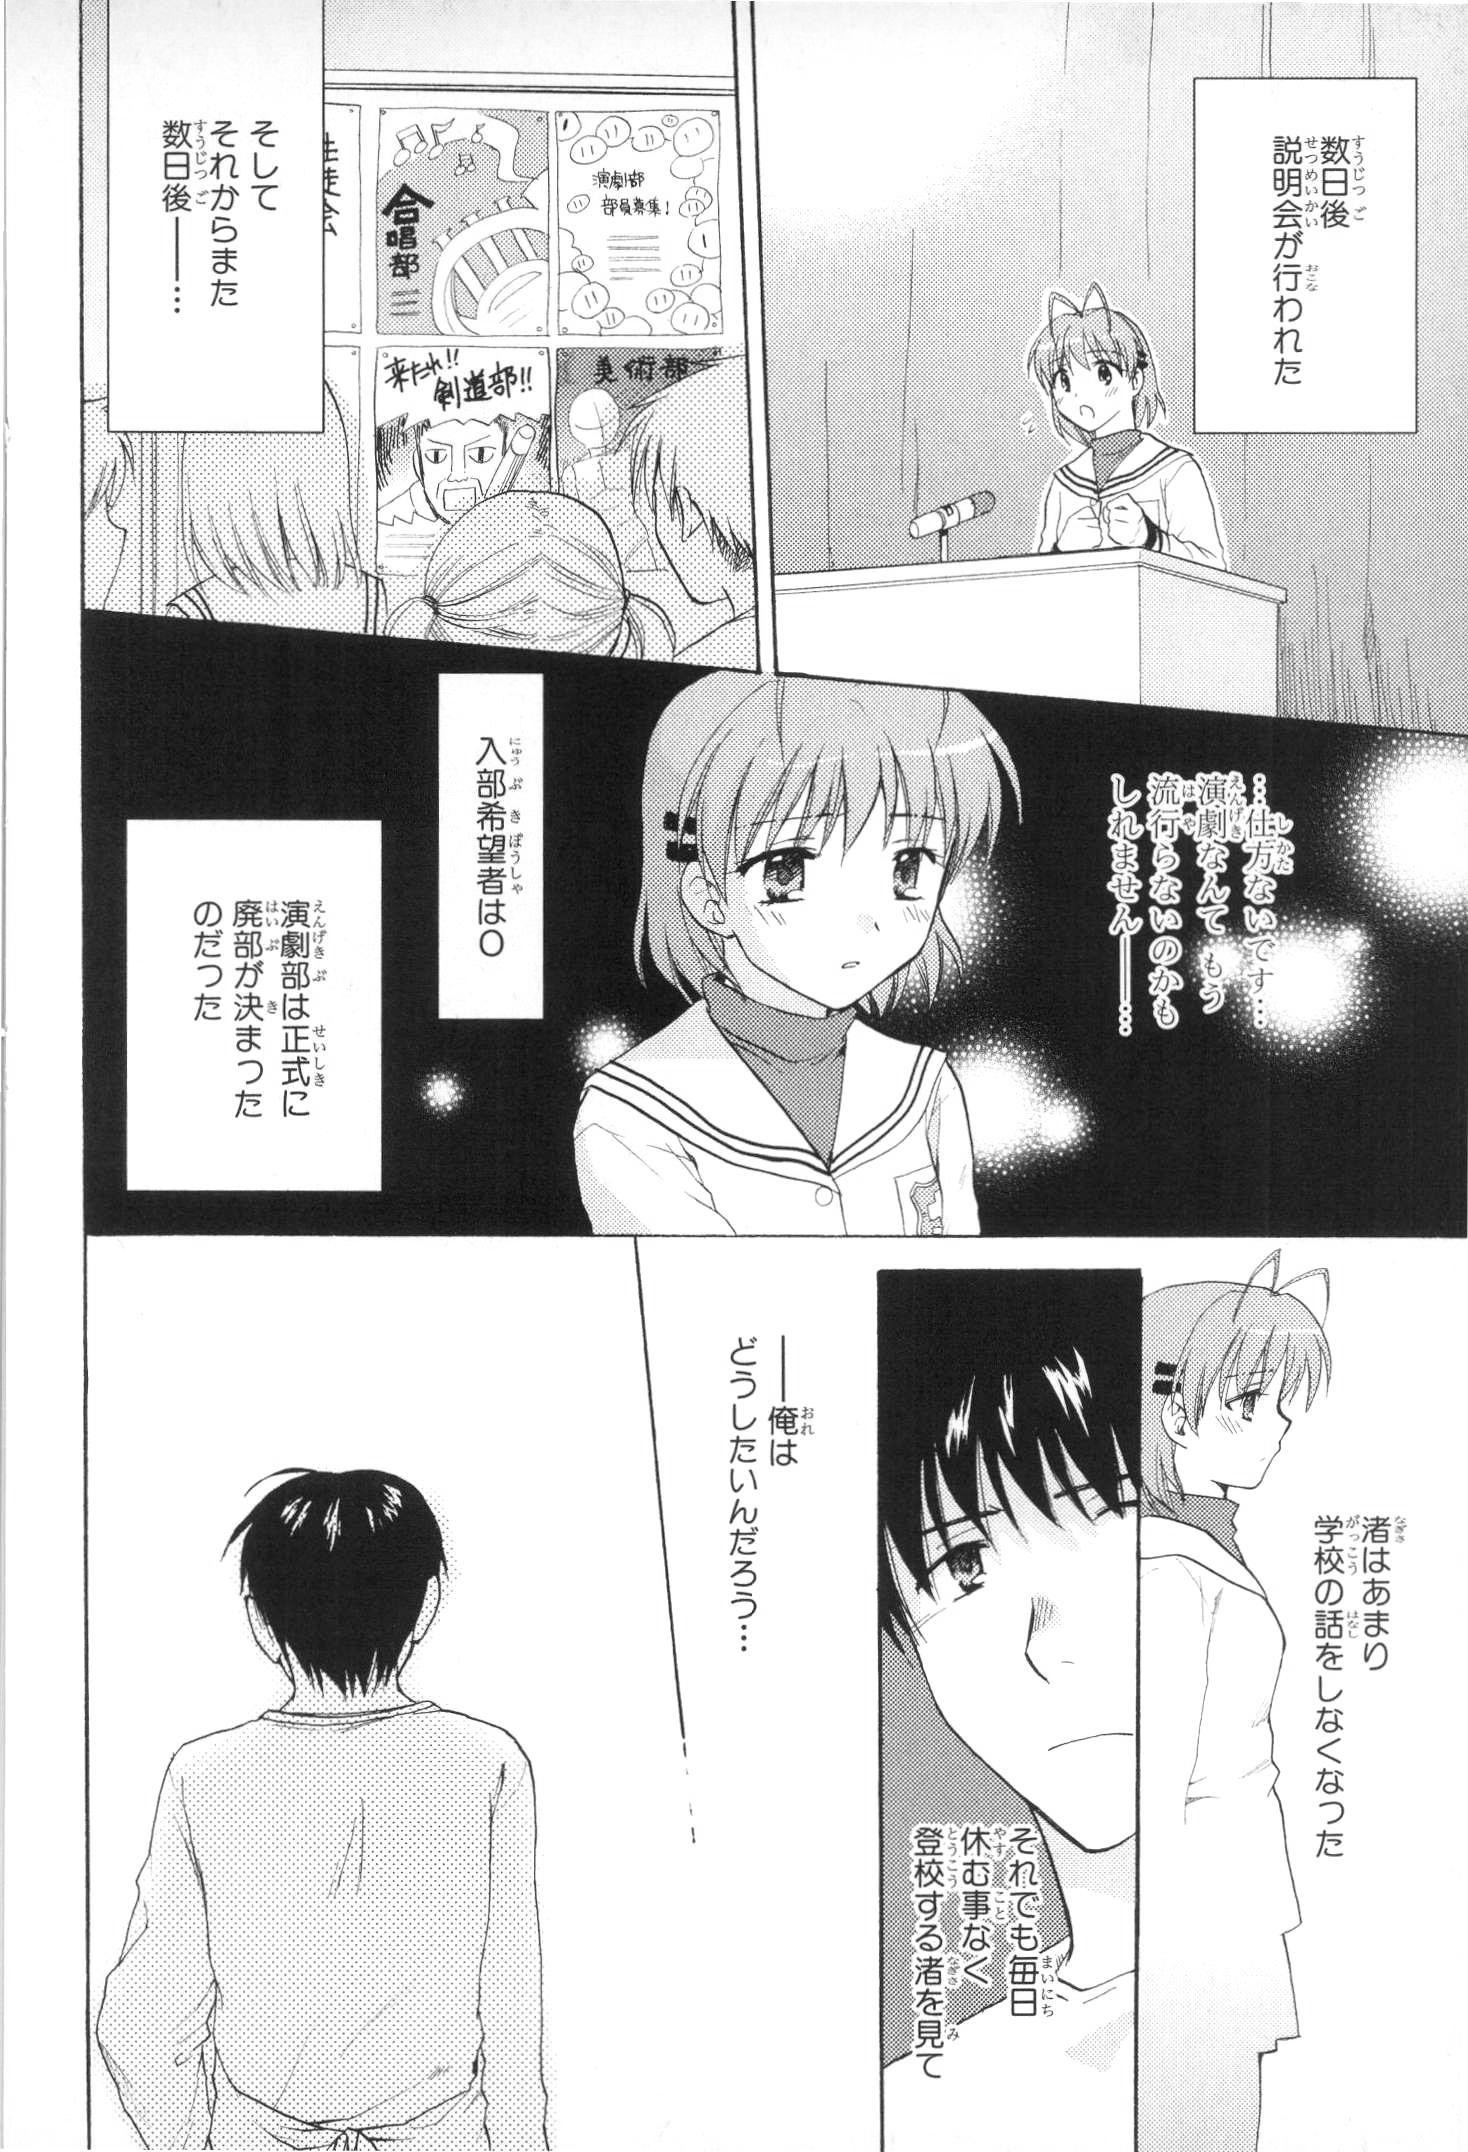 数日後
説明会が行われた
演劇部
部員募集!
合唱部
生徒会
美術部
来たれ!!
剣道部!!
そして
それからまた
数日後――…
…仕方ないです…
演劇なんて もう
流行らないのかも
しれません――…
入部希望者は0
演劇部は正式に
廃部が決まった
のだった
渚はあまり
学校の話をしなくなった
それでも毎日
休む事なく
登校する渚を見て
――俺は
どうしたいんだろう…